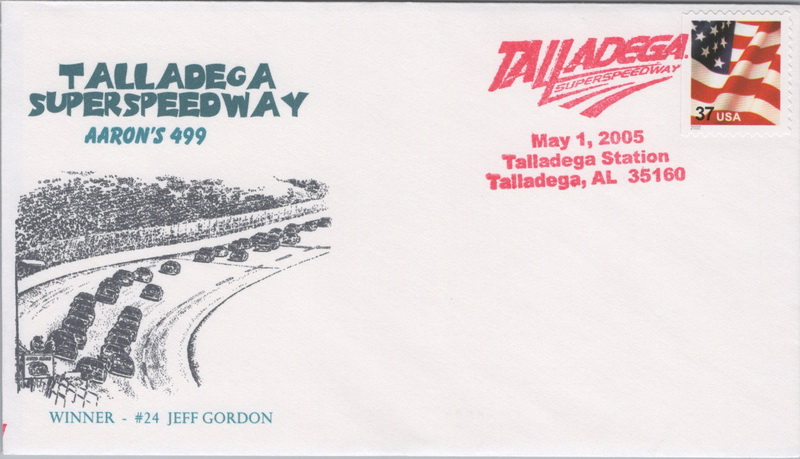 TALLADEGA
SUPERSPEEDWAY
AARON'S 499
WINNER - #24 JEFF GORDON
TALLADEGA
SUPERSPEEDWAY
May 1, 2005
Talladega Station
Talladega, AL 35160
37 USA